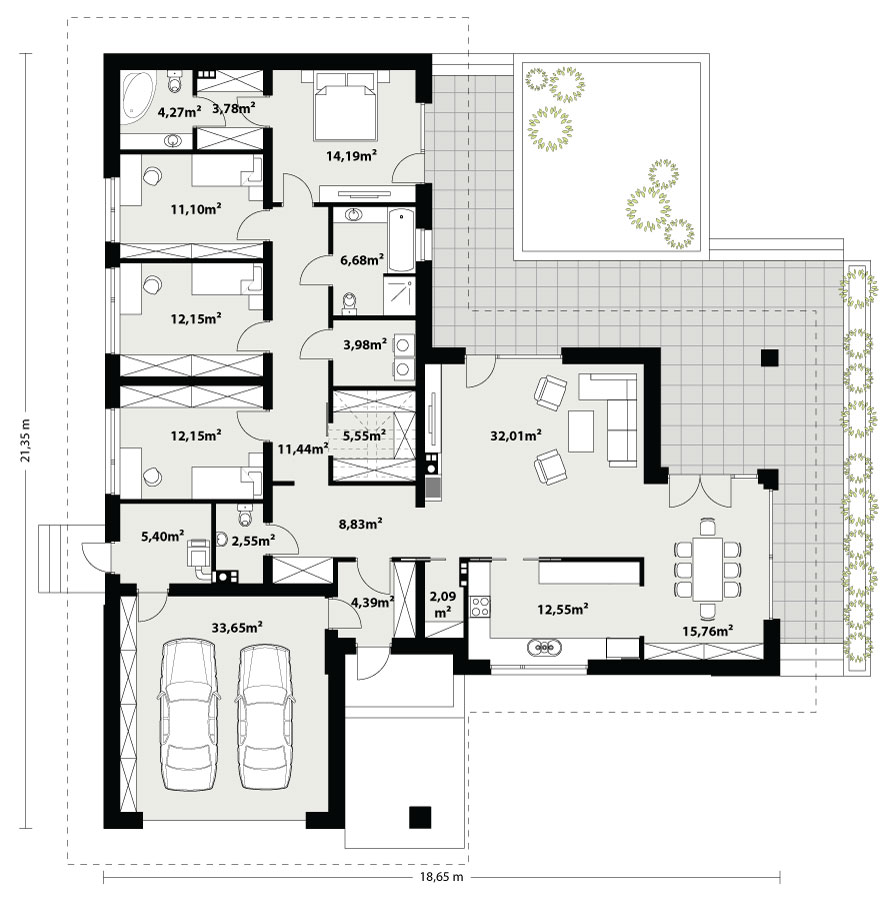 4,27m²
3,78m²
14,19m²
11,10m²
6,68m²
12,15m²
3,98m²
12,15m²
11,44m²
5,55m²
32,01m²
21,35 m
5,40m²
2,55m²
8,83m²
4,39m²
2,09
m²
12,55m²
33,65m²
15,76m²
18,65 m